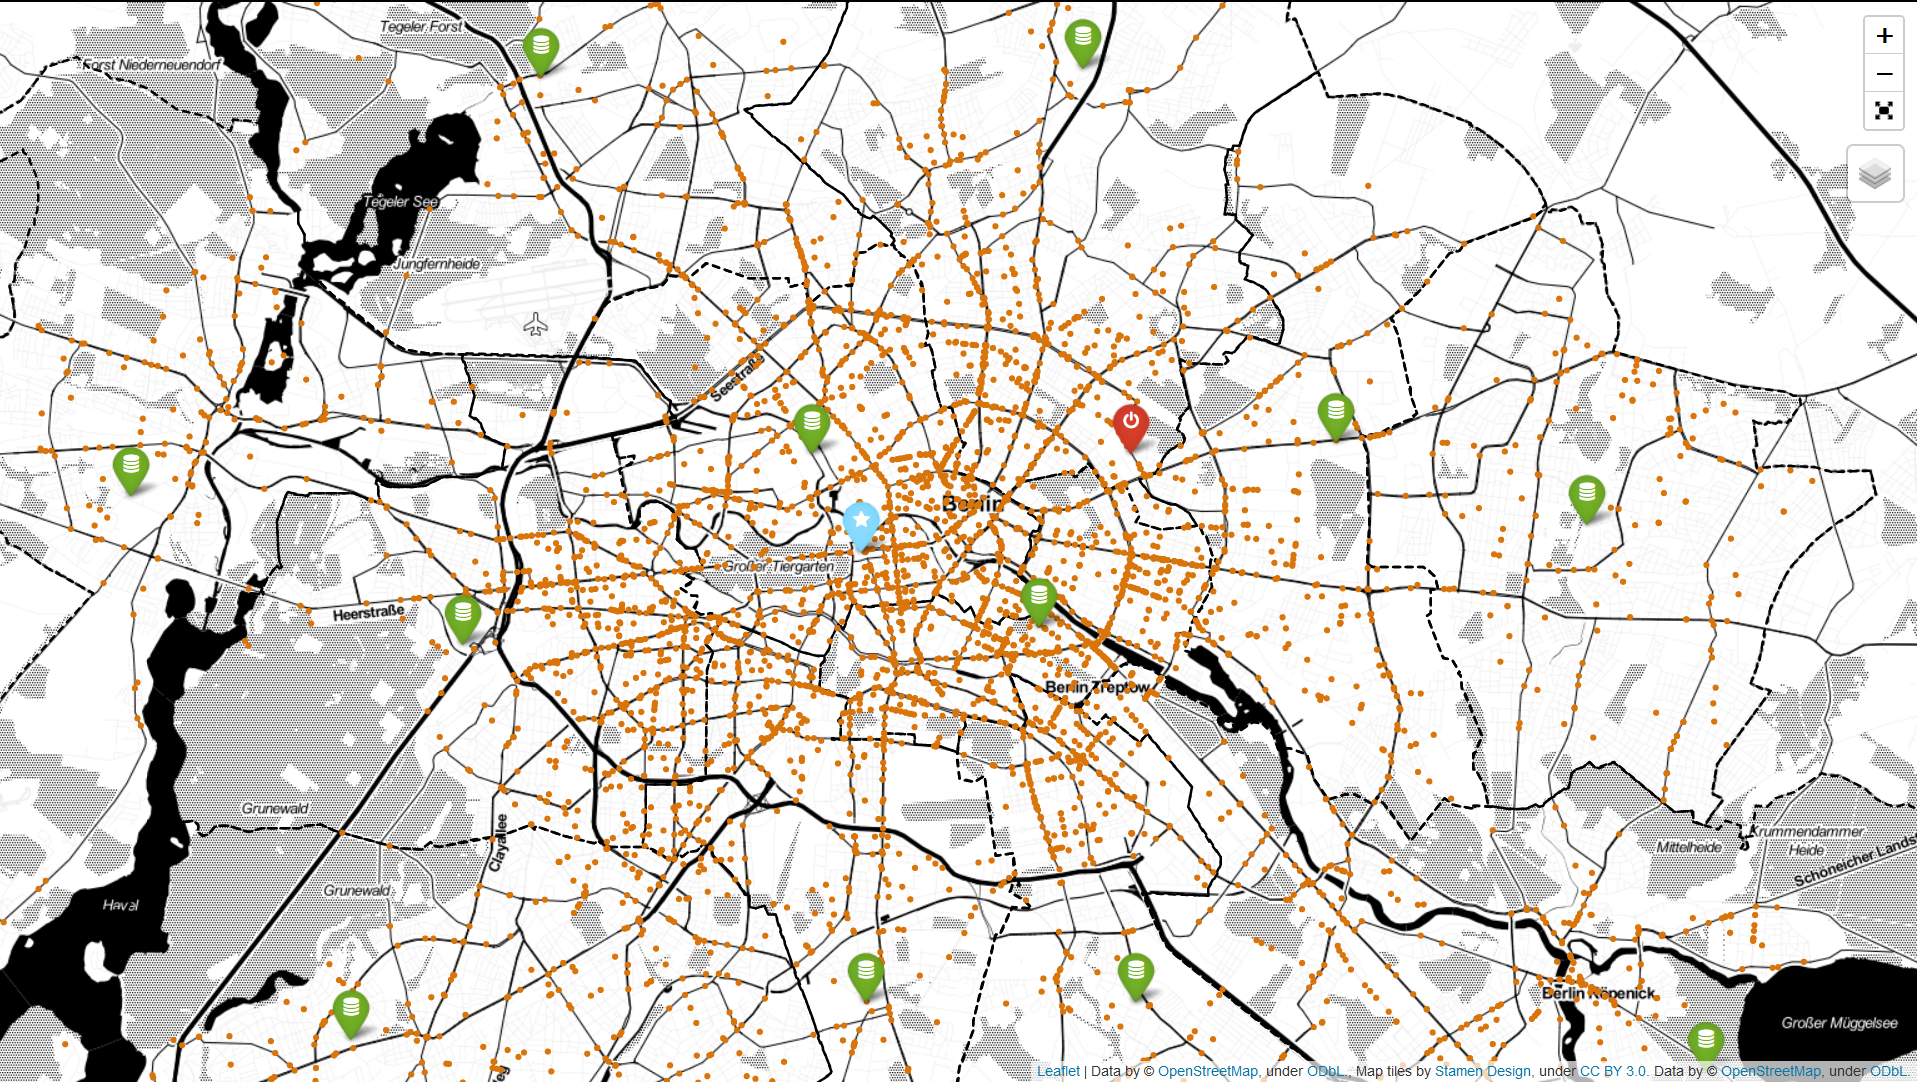 Tegeler Forst
Forst Niederneuendorf
Tegeler See
Jungfernheide
Seestraße
Berlin
Großer Tiergarten
Heerstraße
Berlin Treptow
Grunewald
Clayallee
Grunewald
Havel
Krummendammer
Heide
Mittelheide
Schöneicher Lands
Berlin Köpenick
Großer Müggelsee
+
−
Leaflet | Data by © OpenStreetMap, under ODbL., Map tiles by Stamen Design, under CC BY 3.0. Data by © OpenStreetMap, under ODbL.